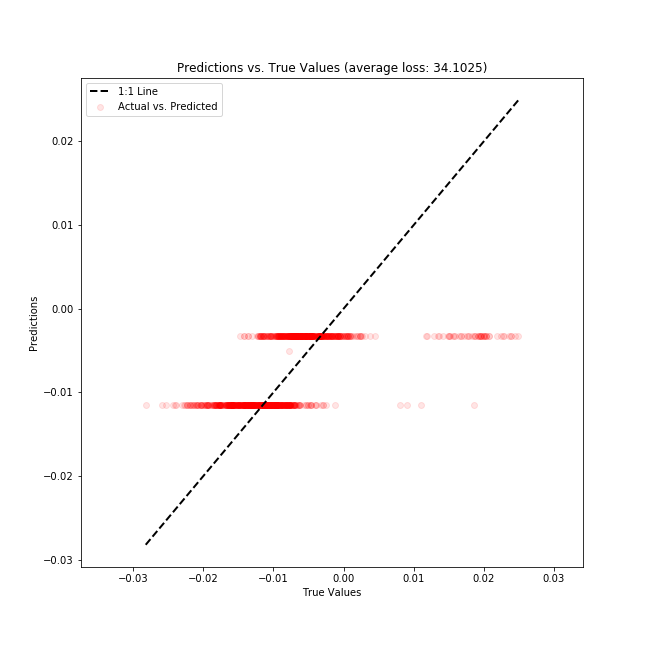 Predictions vs. True Values (average loss: 34.1025)
1:1 Line
Actual vs. Predicted
0.02
0.01
0.00
−0.01
−0.02
−0.03
Predictions
−0.03 −0.02 −0.01 0.00 0.01 0.02 0.03
True Values